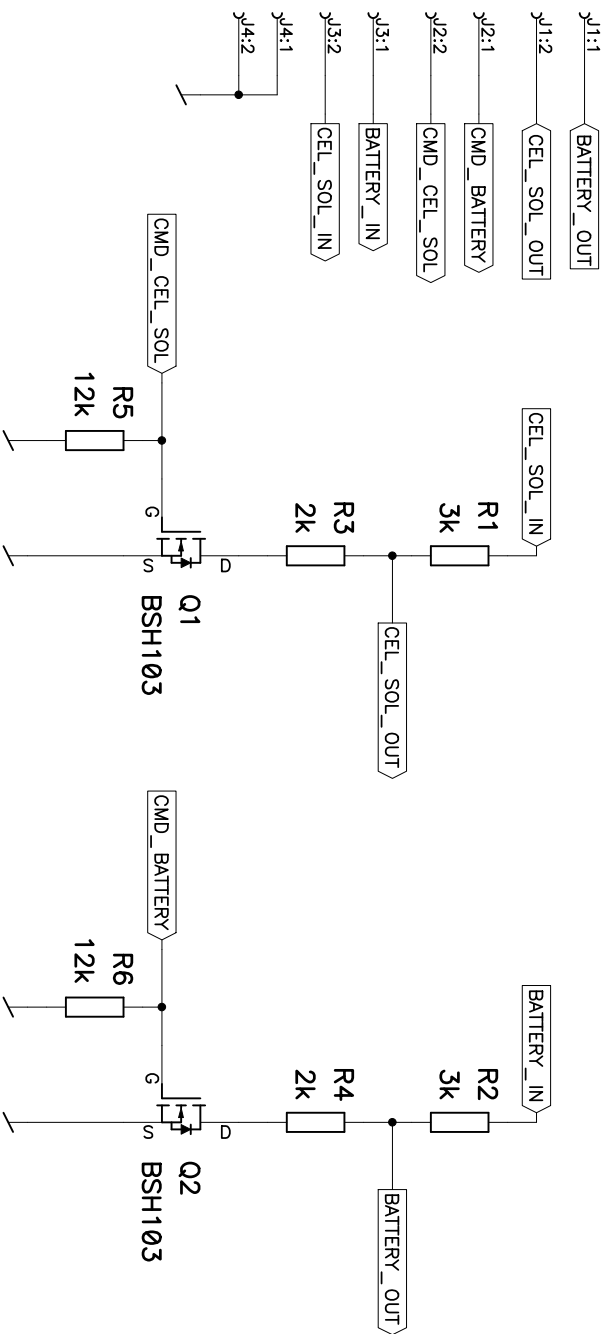 J1:1
BATTERY_OUT
J1:2
CEL_SOL_OUT
J2:1
CMD_BATTERY
J2:2
CMD_CEL_SOL
J3:1
BATTERY_IN
J3:2
CEL_SOL_IN
J4:1
J4:2
CEL_SOL_IN
R1
3k
CEL_SOL_OUT
R3
2k
D
Q1
BSH103
G
S
CMD_CEL_SOL
R5
12k
BATTERY_IN
R2
3k
BATTERY_OUT
R4
2k
D
Q2
BSH103
G
S
CMD_BATTERY
R6
12k